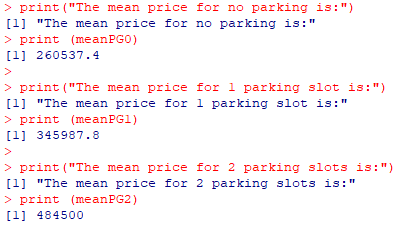 > print("The mean price for no parking is:")
[1] "The mean price for no parking is:"
> print (meanPG0)
[1] 260537.4
>
> print("The mean price for 1 parking slot is:")
[1] "The mean price for 1 parking slot is:"
> print (meanPG1)
[1] 345987.8
>
> print("The mean price for 2 parking slots is:")
[1] "The mean price for 2 parking slots is:"
> print (meanPG2)
[1] 484500